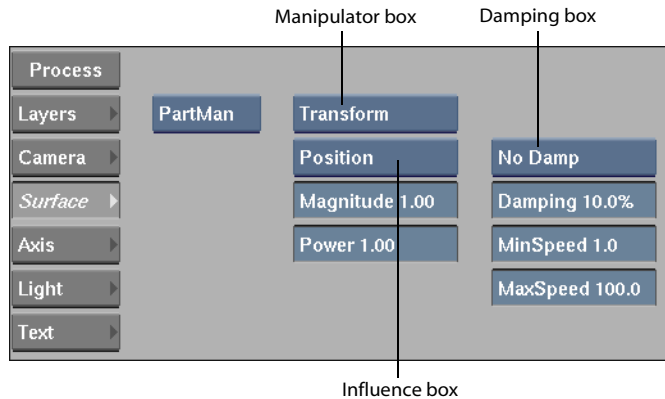 Manipulator box
Damping box
Process
Layers
PartMan
Transform
Camera
Position
No Damp
Surface
Magnitude 1.00
Damping 10.0%
Axis
Power 1.00
MinSpeed 1.0
Light
MaxSpeed 100.0
Text
Influence box